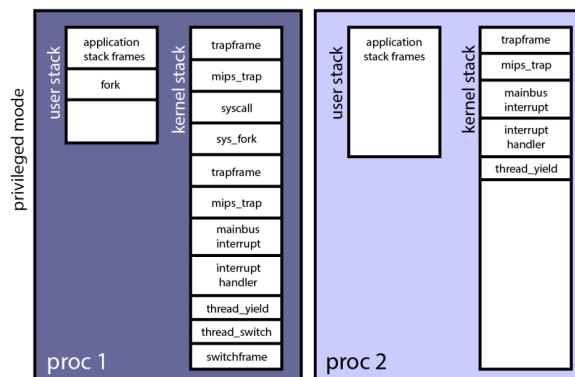 privileged mode
user stack
application
stack frames
fork
kernel stack
trapframe
mips_trap
syscall
sys_fork
trapframe
mips_trap
mainbus
interrupt
interrupt
handler
thread_yield
thread_switch
switchframe
proc 1
user stack
application
stack frames
kernel stack
trapframe
mips_trap
mainbus
interrupt
interrupt
handler
thread_yield
proc 2